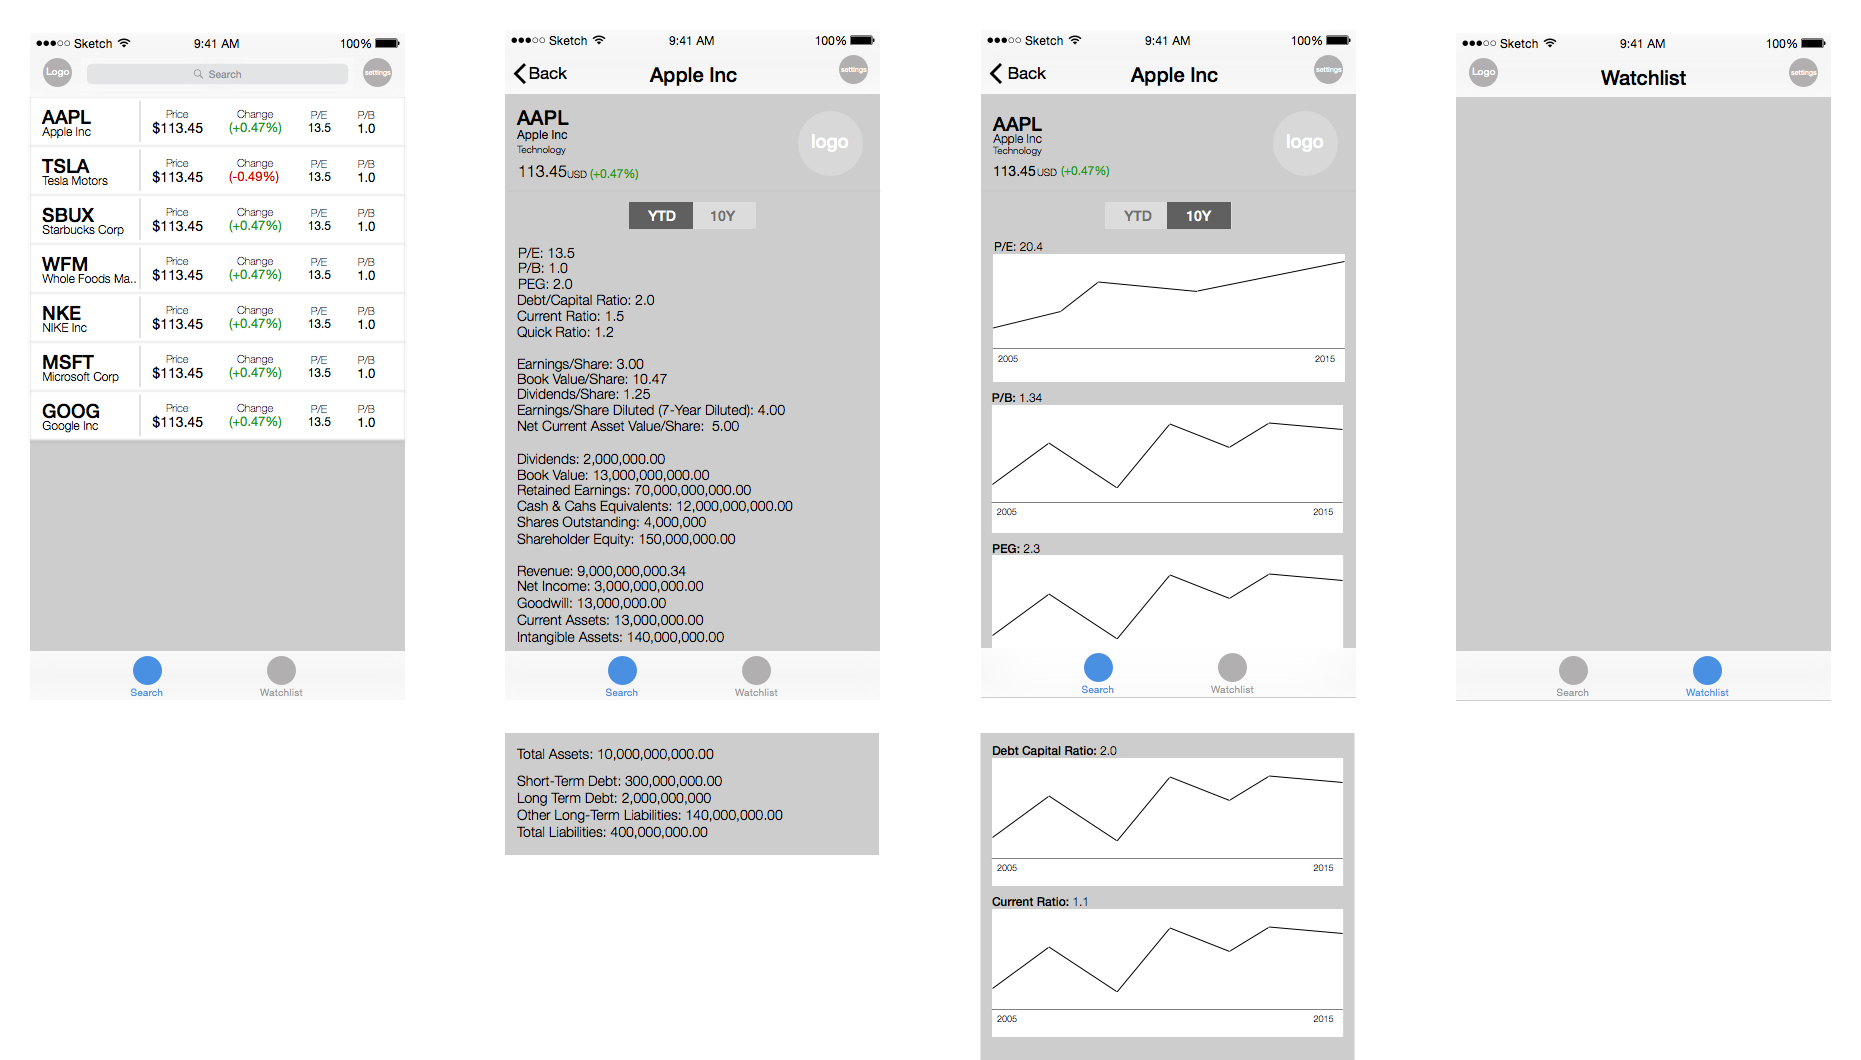 Sketch 9:41 AM 100%
Logo Search settings
AAPL Price Change P/E P/B
Apple Inc $113.45 (+0.47%) 13.5 1.0
TSLA Price Change P/E P/B
Tesla Motors $113.45 (-0.49%) 13.5 1.0
SBUX Price Change P/E P/B
Starbucks Corp $113.45 (+0.47%) 13.5 1.0
WFM Price Change P/E P/B
Whole Foods Ma.. $113.45 (+0.47%) 13.5 1.0
NKE Price Change P/E P/B
NIKE Inc $113.45 (+0.47%) 13.5 1.0
MSFT Price Change P/E P/B
Microsoft Corp $113.45 (+0.47%) 13.5 1.0
GOOG Price Change P/E P/B
Google Inc $113.45 (+0.47%) 13.5 1.0
Search Watchlist
Sketch 9:41 AM 100%
Back Apple Inc settings
AAPL
Apple Inc
Technology
logo
113.45USD (+0.47%)
YTD 10Y
P/E: 13.5
P/B: 1.0
PEG: 2.0
Debt/Capital Ratio: 2.0
Current Ratio: 1.5
Quick Ratio: 1.2
Earnings/Share: 3.00
Book Value/Share: 10.47
Dividends/Share: 1.25
Earnings/Share Diluted (7-Year Diluted): 4.00
Net Current Asset Value/Share: 5.00
Dividends: 2,000,000.00
Book Value: 13,000,000,000.00
Retained Earnings: 70,000,000,000.00
Cash & Cahs Equivalents: 12,000,000,000.00
Shares Outstanding: 4,000,000
Shareholder Equity: 150,000,000.00
Revenue: 9,000,000,000.34
Net Income: 3,000,000,000.00
Goodwill: 13,000,000.00
Current Assets: 13,000,000.00
Intangible Assets: 140,000,000.00
Search Watchlist
Total Assets: 10,000,000,000.00
Short-Term Debt: 300,000,000.00
Long Term Debt: 2,000,000,000
Other Long-Term Liabilities: 140,000,000.00
Total Liabilities: 400,000,000.00
Sketch 9:41 AM 100%
Back Apple Inc settings
AAPL
Apple Inc
Technology
logo
113.45USD (+0.47%)
YTD 10Y
P/E: 20.4
2005 2015
P/B: 1.34
2005 2015
PEG: 2.3
Search Watchlist
Debt Capital Ratio: 2.0
2005 2015
Current Ratio: 1.1
2005 2015
Sketch 9:41 AM 100%
Logo Watchlist settings
Search Watchlist